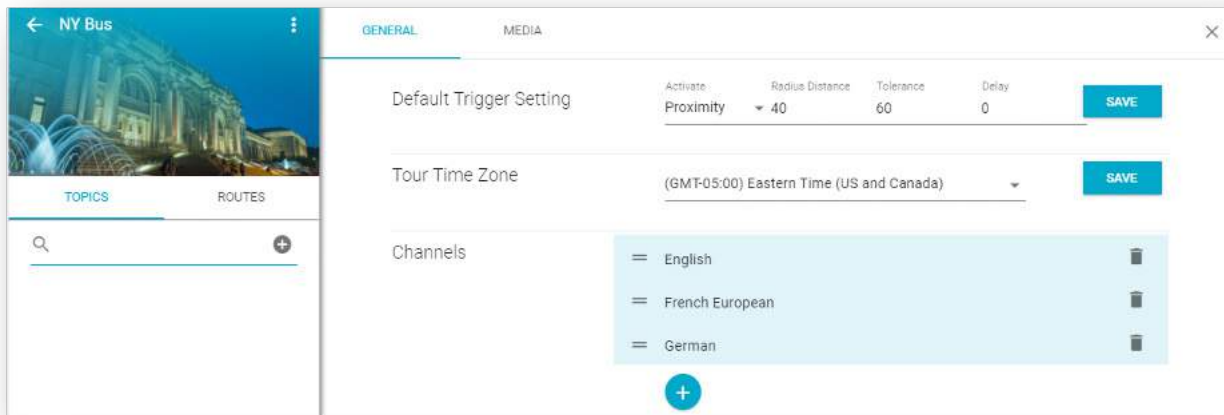 NY Bus
TOPICS
ROUTES
GENERAL
MEDIA
Default Trigger Setting
Activate
Radius Distance
Tolerance
Delay
Proximity
40
60
0
SAVE
Tour Time Zone
(GMT-05:00) Eastern Time (US and Canada)
SAVE
Channels
English
French European
German